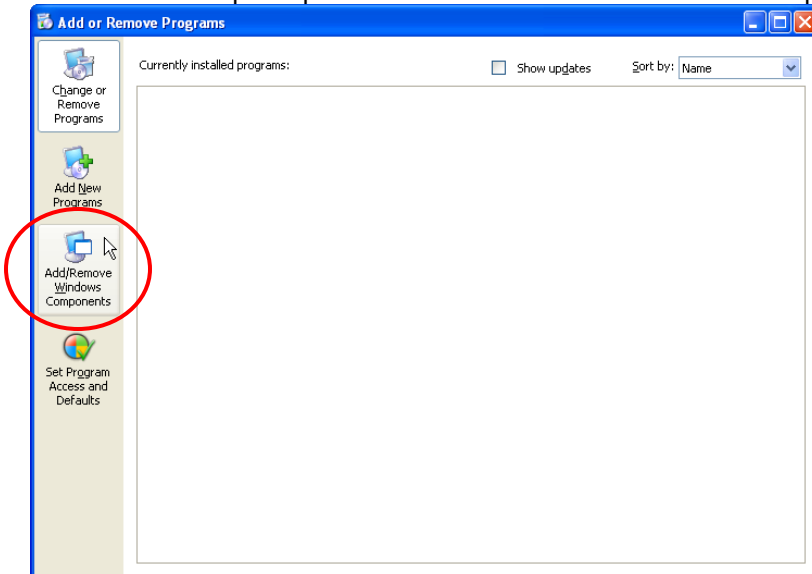 Add or Remove Programs
Change or
Remove
Programs
Currently installed programs:
Show updates
Sort by:
Name
Add New
Programs
Add/Remove
Windows
Components
Set Program
Access and
Defaults